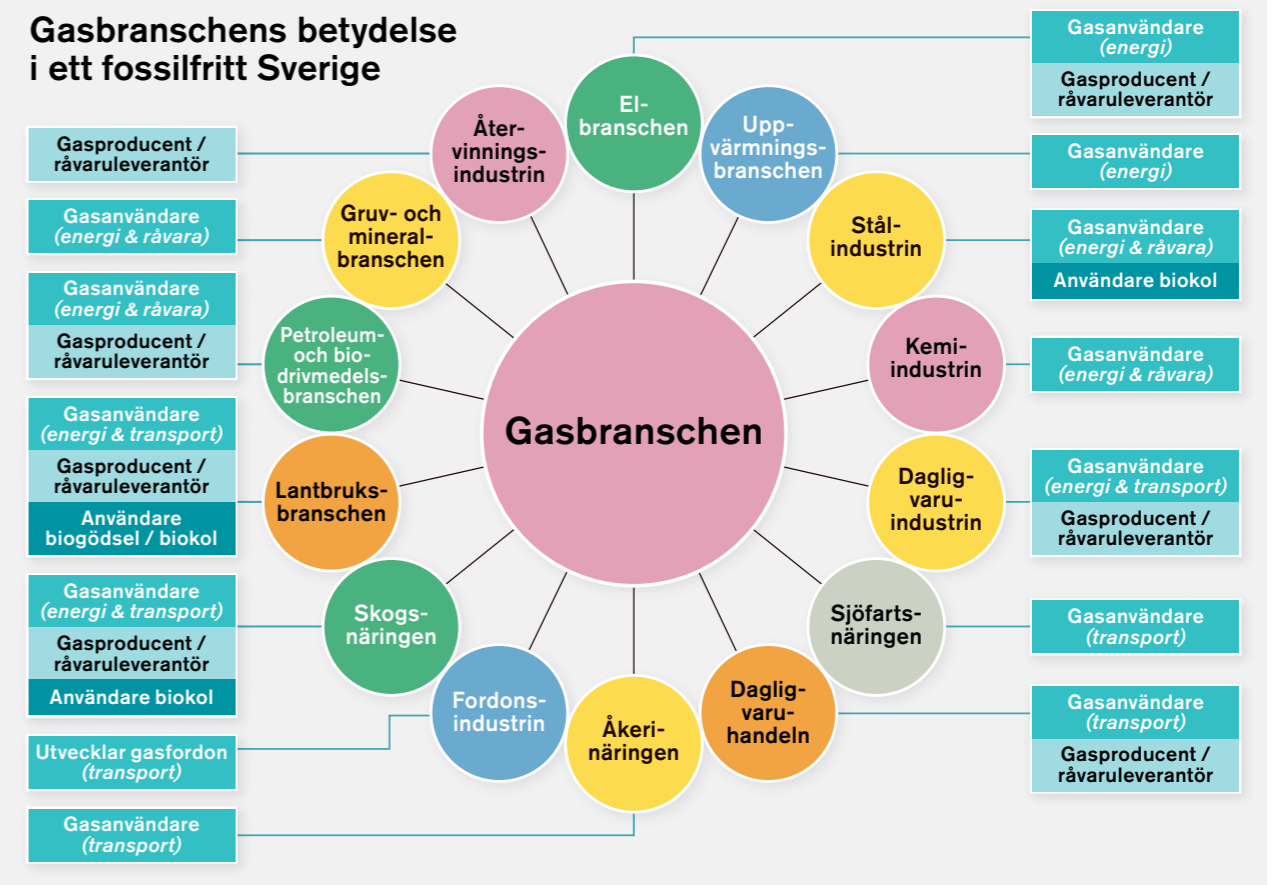 Gasbranschens betydelse
i ett fossilfritt Sverige
Gasproducent /
råvaruleverantör
Gasanvändare
(energi & råvara)
Gasanvändare
(energi & råvara)
Gasproducent /
råvaruleverantör
Gasanvändare
(energi & transport)
Gasproducent /
råvaruleverantör
Användare
biogödsel / biokol
Gasanvändare
(energi & transport)
Gasproducent /
råvaruleverantör
Användare biokol
Utvecklar gasfordon
(transport)
Gasanvändare
(transport)
El-
branschen
Upp-
värmnings-
branschen
Stål-
industrin
Kemi-
industrin
Daglig-
varu-
industrin
Sjöfarts-
näringen
Daglig-
varu-
handeln
Åkeri-
näringen
Fordons-
industrin
Skogs-
näringen
Lantbruks-
branschen
Petroleum-
och bio-
drivmedels-
branschen
Gruv- och
mineral-
branschen
Åter-
vinnings-
industrin
Gasbranschen
Gasanvändare
(energi)
Gasproducent /
råvaruleverantör
Gasanvändare
(energi)
Gasanvändare
(energi & råvara)
Användare biokol
Gasanvändare
(energi & råvara)
Gasanvändare
(energi & transport)
Gasproducent /
råvaruleverantör
Gasanvändare
(transport)
Gasanvändare
(transport)
Gasproducent /
råvaruleverantör